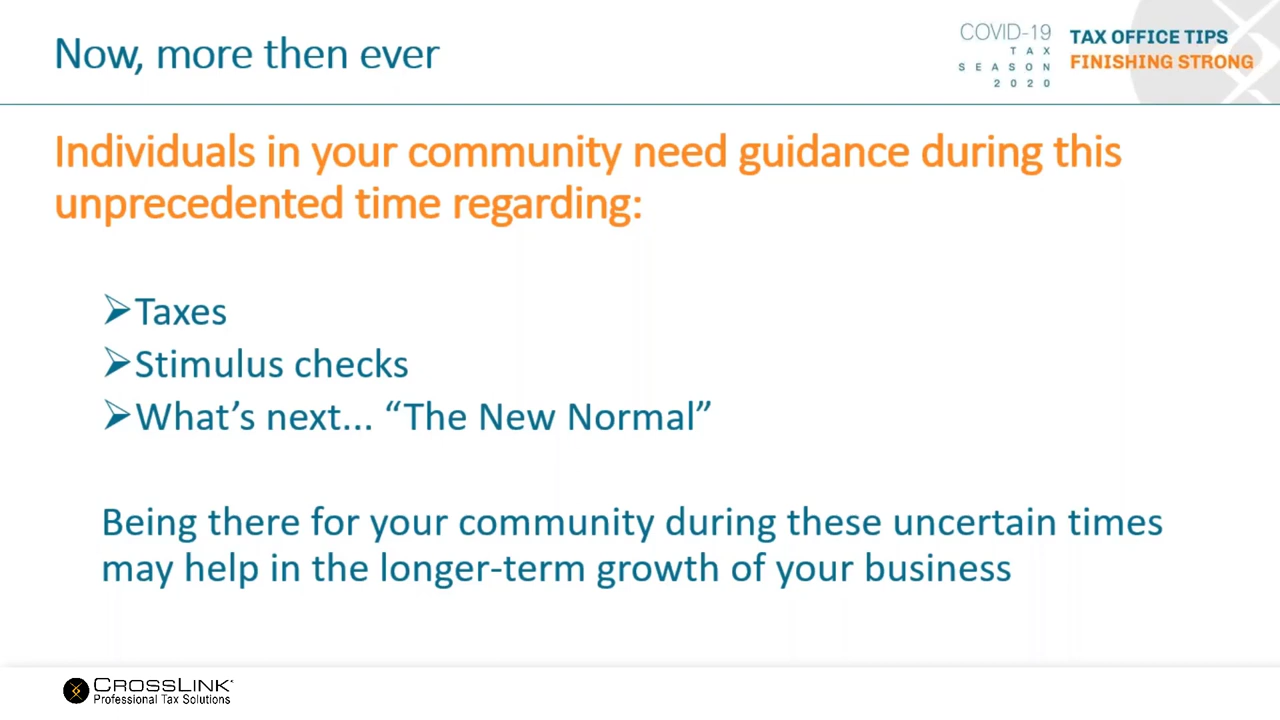 Now, more then ever
COVID-19
TAX
SEASON
2020
TAX OFFICE TIPS
FINISHING STRONG
Individuals in your community need guidance during this
unprecedented time regarding:
Taxes
Stimulus checks
What’s next... “The New Normal”
Being there for your community during these uncertain times
may help in the longer-term growth of your business
CROSSLINK
Professional Tax Solutions